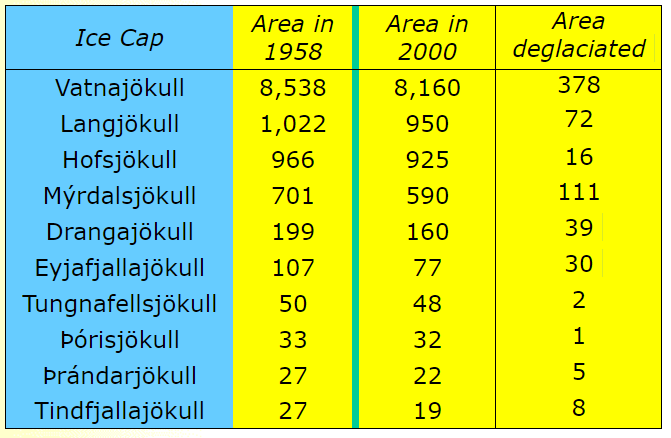 Ice Cap Area in 1958 Area in 2000 Area deglaciated
Vatnajökull 8,538 8,160 378
Langjökull 1,022 950 72
Hofsjökull 966 925 16
Mýrdalsjökull 701 590 111
Drangajökull 199 160 39
Eyjafjallajökull 107 77 30
Tungnafellsjökull 50 48 2
Þórisjökull 33 32 1
Þrándarjökull 27 22 5
Tindfjallajökull 27 19 8